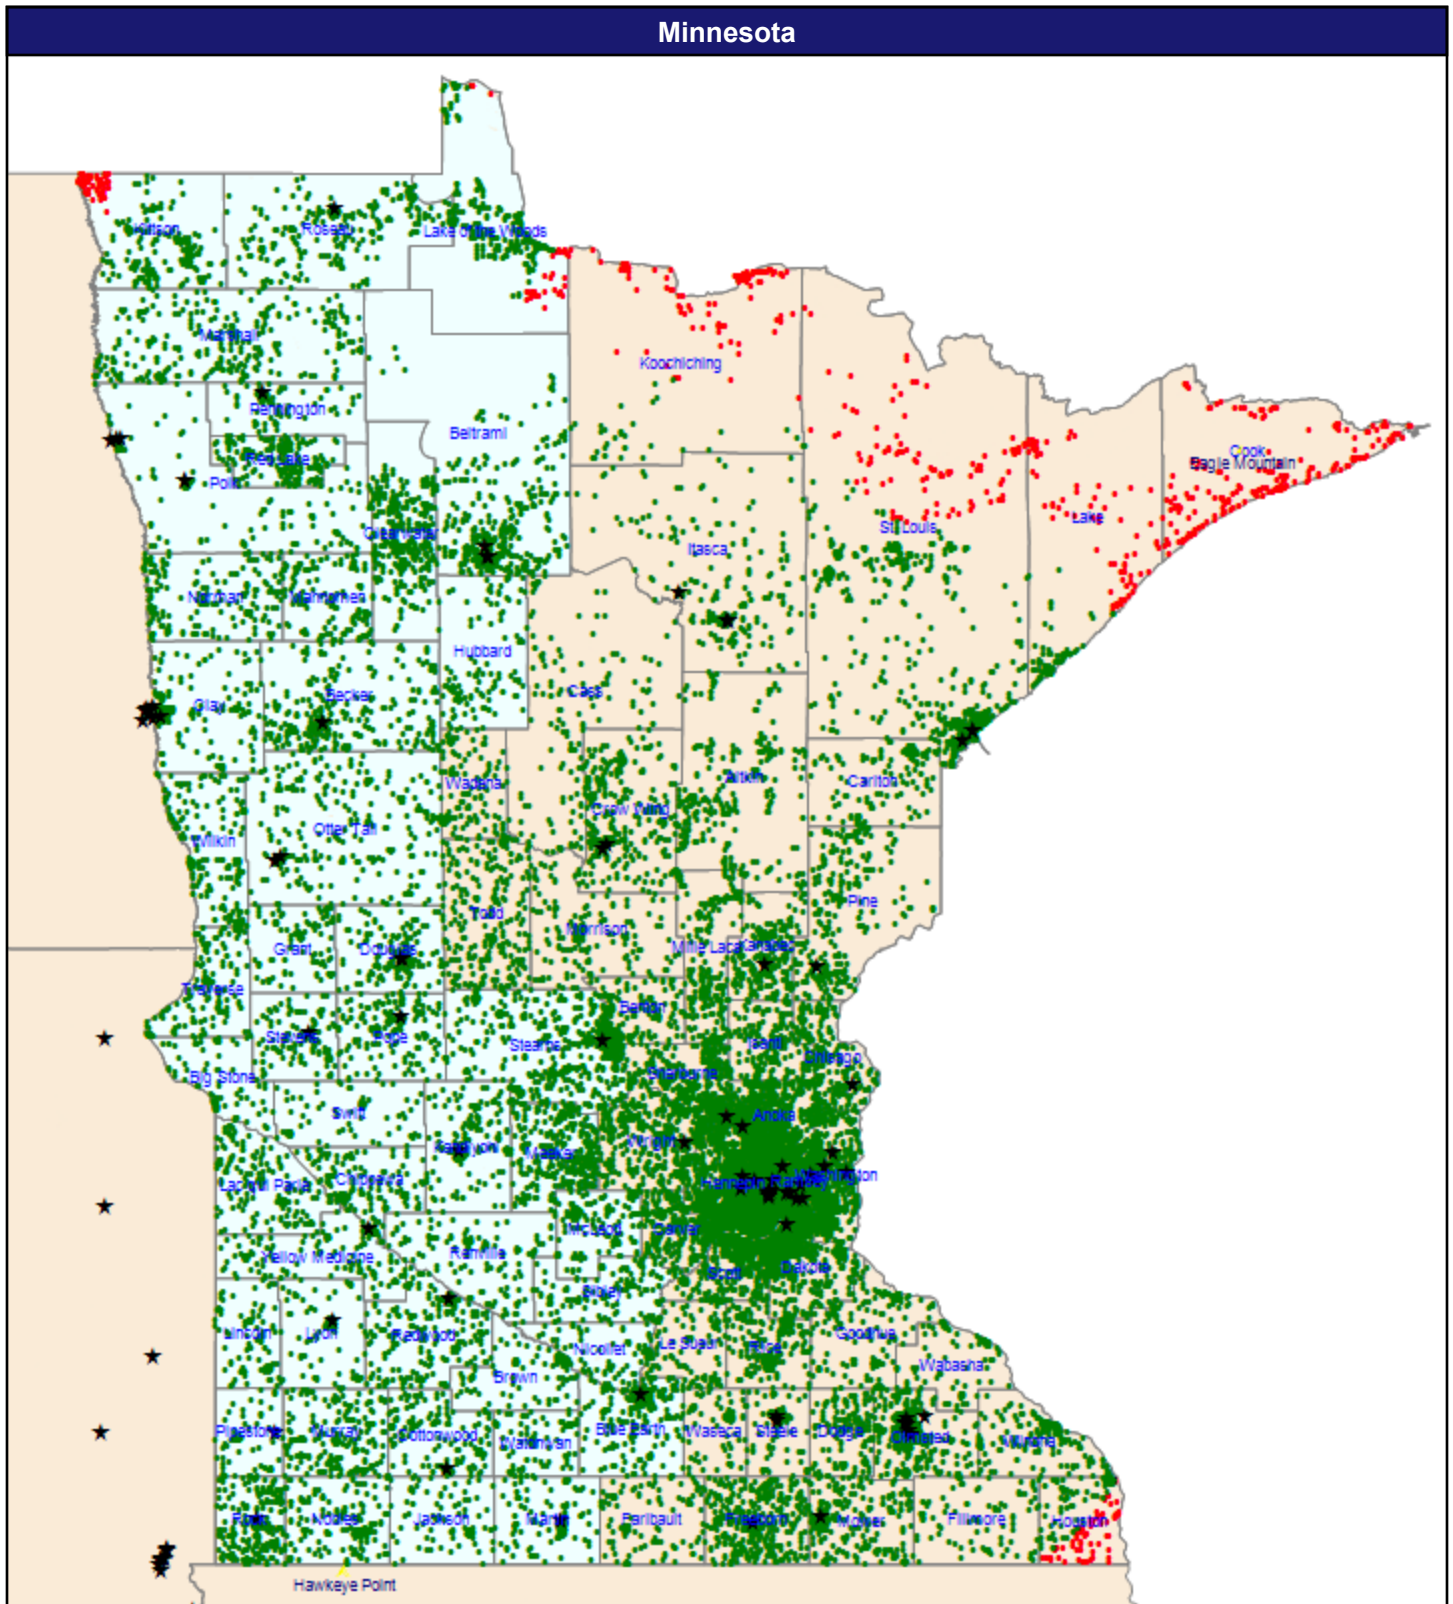 Minnesota
Kittson
Roseau
Lake of the Woods
Marshall
Koochiching
Pennington
Beltrami
Red Lake
Polk
Cook
Eagle Mountain
Clearwater
St. Louis
Lake
Itasca
Norman
Mahnomen
Hubbard
Cass
Clay
Becker
Wadena
Aitkin
Carlton
Crow Wing
Otter Tail
Wilkin
Pine
Todd
Morrison
Grant
Douglas
Mille Lacs
Kanabec
Traverse
Benton
Stevens
Pope
Stearns
Isanti
Chisago
Big Stone
Sherburne
Swift
Anoka
Wright
Kandiyohi
Meeker
Lac qui Parle
Chippewa
Hennepin
Ramsey
Washington
McLeod
Carver
Yellow Medicine
Renville
Scott
Dakota
Sibley
Lincoln
Lyon
Redwood
Nicollet
Le Sueur
Rice
Goodhue
Wabasha
Brown
Pipestone
Murray
Cottonwood
Watonwan
Blue Earth
Waseca
Steele
Dodge
Olmsted
Winona
Rock
Nobles
Jackson
Martin
Faribault
Freeborn
Mower
Fillmore
Houston
Hawkeye Point